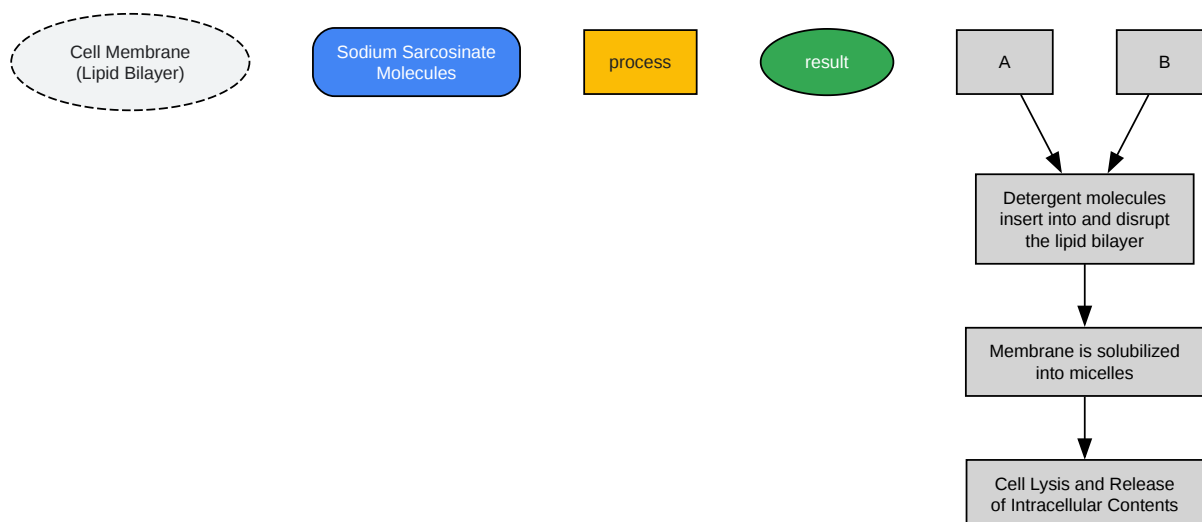 Cell Membrane
(Lipid Bilayer)
Sodium Sarcosinate
Molecules
process
result
A
B
Detergent molecules
insert into and disrupt
the lipid bilayer
Membrane is solubilized
into micelles
Cell Lysis and Release
of Intracellular Contents